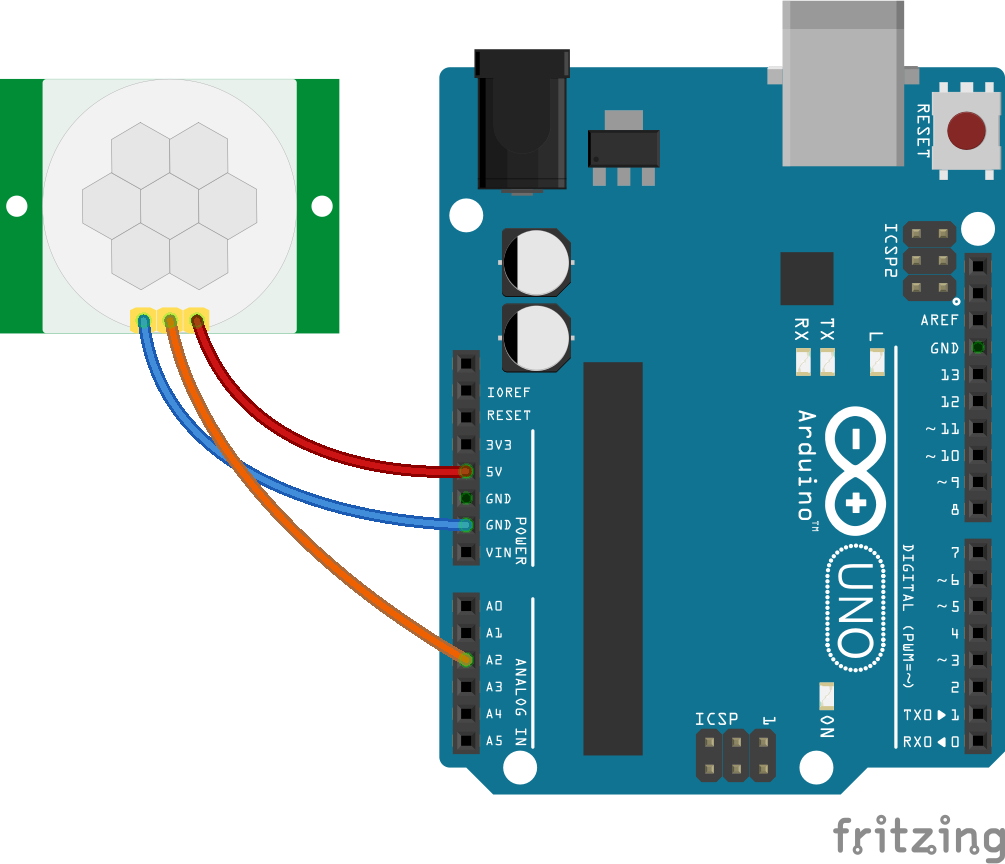 RESET
ICSP2
IOREF
RESET
3V3
5V
GND
GND
VIN
POWER
A0
A1
A2
A3
A4
A5
ANALOG IN
RX
TX
L
Arduino™
UNO
ON
ICSP
1
AREF
GND
13
12
~11
~10
~9
8
7
~6
~5
4
~3
2
TX0▶1
RX0◀0
DIGITAL (PWM=~)
fritzing